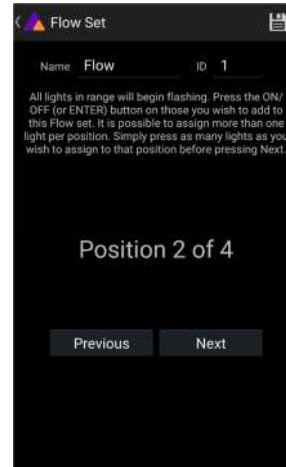 Flow Set
Name Flow ID 1
All lights in range will begin flashing. Press the ON/
OFF (or ENTER) button on those you wish to add to
this Flow set. It is possible to assign more than one
light per position. Simply press as many lights as you
wish to assign to that position before pressing Next.
Position 2 of 4
Previous Next